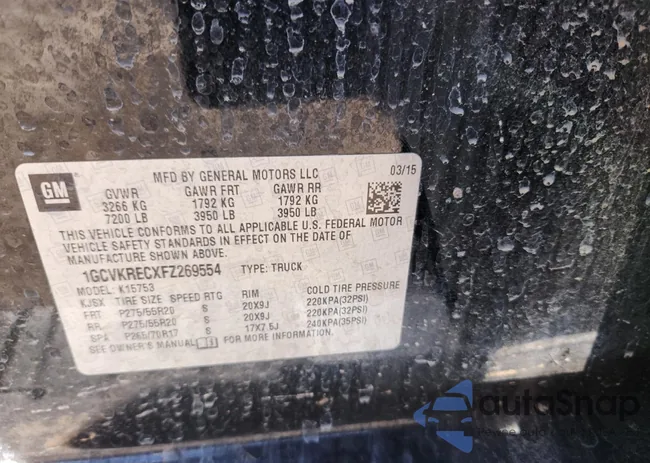 GM
MFD BY GENERAL MOTORS LLC 03/15
GVWR GAWR FRT GAWR RR
3266 KG 1792 KG 1792 KG
7200 LB 3950 LB 3950 LB
THIS VEHICLE CONFORMS TO ALL APPLICABLE U.S. FEDERAL MOTOR
VEHICLE SAFETY STANDARDS IN EFFECT ON THE DATE OF
MANUFACTURE SHOWN ABOVE.
1GCVKRECXFZ269554 TYPE: TRUCK
MODEL: K15753
KJ6X TIRE SIZE SPEED RTG RIM COLD TIRE PRESSURE
FRT P275/55R20 S 20X9J 220KPA(32PSI)
RR P275/55R20 S 20X9J 220KPA(32PSI)
SPA P265/70R17 S 17X7.5J 240KPA(35PSI)
SEE OWNER'S MANUAL FOR MORE INFORMATION.
autoSnap